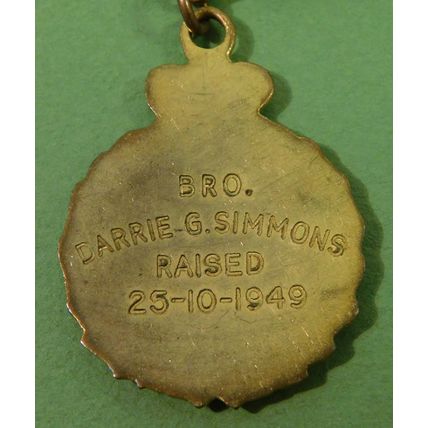 BRO.
DARRIE G. SIMMONS
RAISED
25-10-1949